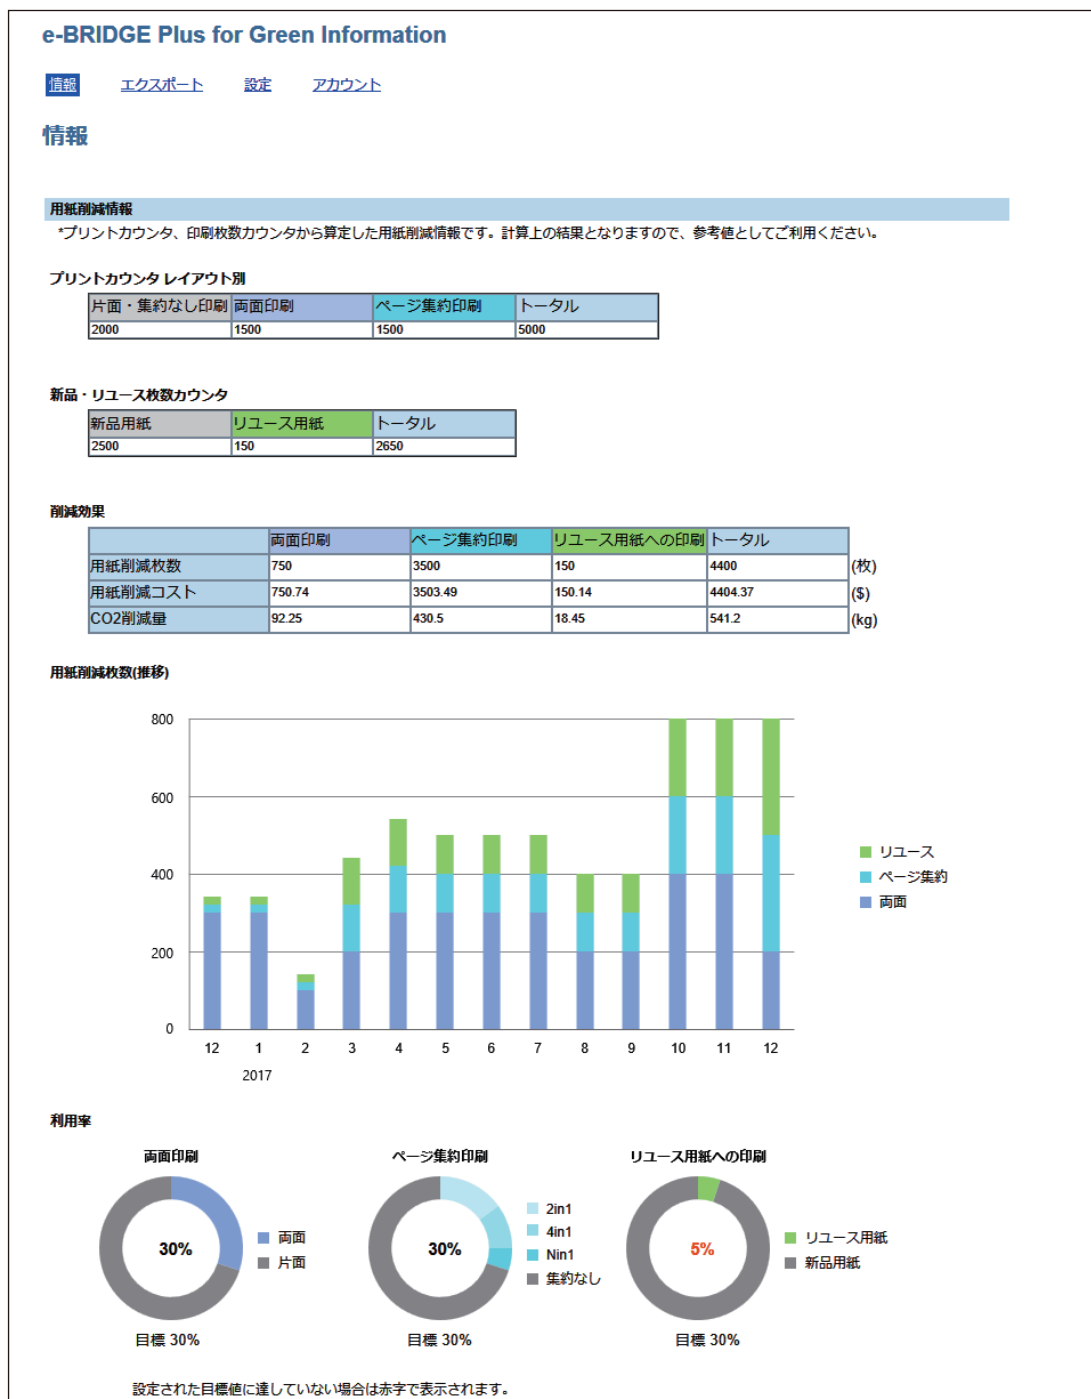 e-BRIDGE Plus for Green Information
情報 エクスポート 設定 アカウント
情報
用紙削減情報
*プリントカウンタ、印刷枚数カウンタから算定した用紙削減情報です。計算上の結果となりますので、参考値としてご利用ください。
プリントカウンタ レイアウト別
片面・集約なし印刷 両面印刷 ページ集約印刷 トータル
2000 1500 1500 5000
新品・リユース枚数カウンタ
新品用紙 リユース用紙 トータル
2500 150 2650
削減効果
両面印刷 ページ集約印刷 リユース用紙への印刷 トータル
用紙削減枚数 750 3500 150 4400 (枚)
用紙削減コスト 750.74 3503.49 150.14 4404.37 ($)
CO2削減量 92.25 430.5 18.45 541.2 (kg)
用紙削減枚数(推移)
800
600
400
200
0
12 1 2 3 4 5 6 7 8 9 10 11 12
2017
リユース
ページ集約
両面
利用率
両面印刷
30%
両面
片面
目標 30%
ページ集約印刷
30%
2in1
4in1
Nin1
集約なし
目標 30%
リユース用紙への印刷
5%
リユース用紙
新品用紙
目標 30%
設定された目標値に達していない場合は赤字で表示されます。